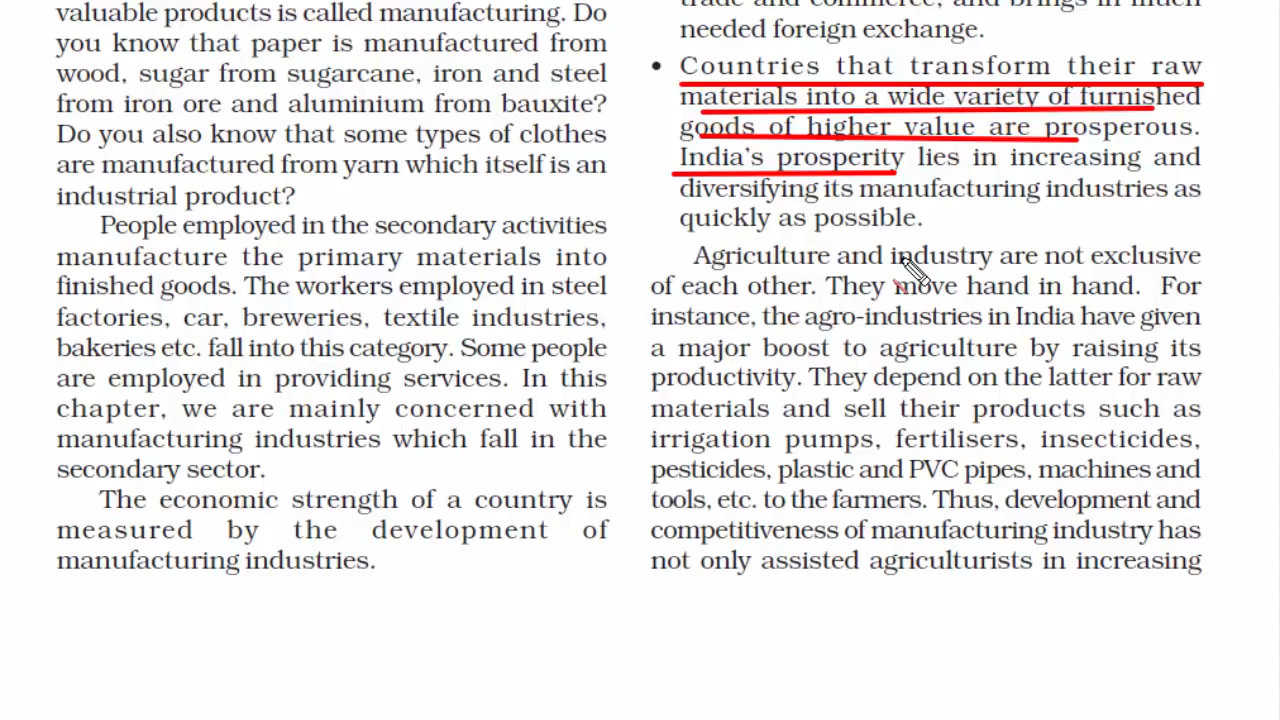 valuable products is called manufacturing. Do
you know that paper is manufactured from
wood, sugar from sugarcane, iron and steel
from iron ore and aluminium from bauxite?
Do you also know that some types of clothes
are manufactured from yarn which itself is an
industrial product?
People employed in the secondary activities
manufacture the primary materials into
finished goods. The workers employed in steel
factories, car, breweries, textile industries,
bakeries etc. fall into this category. Some people
are employed in providing services. In this
chapter, we are mainly concerned with
manufacturing industries which fall in the
secondary sector.
The economic strength of a country is
measured by the development of
manufacturing industries.
trade and commerce, and brings in much
needed foreign exchange.
• Countries that transform their raw
materials into a wide variety of furnished
goods of higher value are prosperous.
India's prosperity lies in increasing and
diversifying its manufacturing industries as
quickly as possible.
Agriculture and industry are not exclusive
of each other. They move hand in hand. For
instance, the agro-industries in India have given
a major boost to agriculture by raising its
productivity. They depend on the latter for raw
materials and sell their products such as
irrigation pumps, fertilisers, insecticides,
pesticides, plastic and PVC pipes, machines and
tools, etc. to the farmers. Thus, development and
competitiveness of manufacturing industry has
not only assisted agriculturists in increasing